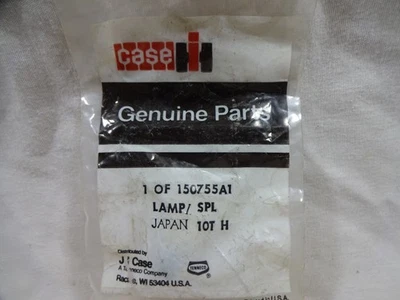 case IH
Genuine Parts
1 OF 150755A1
LAMP/ SPL
JAPAN 10T H
Distributed by
J I Case
A Tenneco Company
Racine, WI 53404 U.S.A.
TENNECO
U.S.A